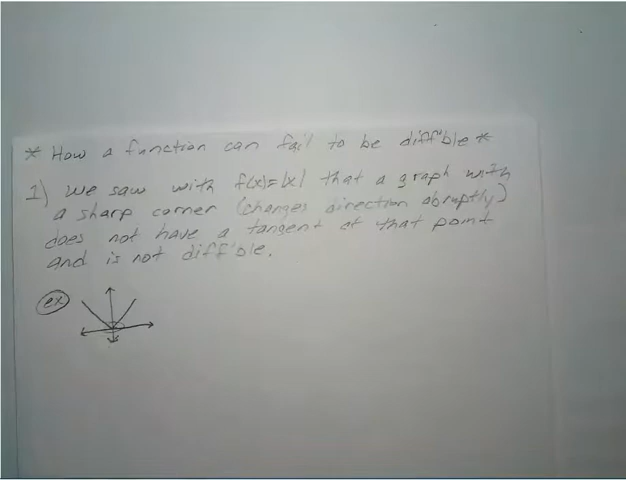 * How a function can fail to be diff'ble *
1) we saw with f(x)=|x| that a graph with
a sharp corner (changes direction abruptly)
does not have a tangent at that point
and is not diff'ble.
ex